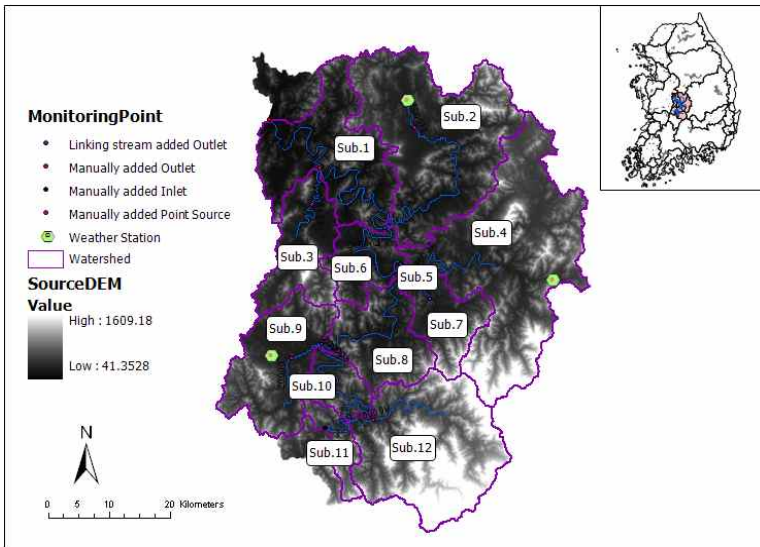 MonitoringPoint
Linking stream added Outlet
Manually added Outlet
Manually added Inlet
Manually added Point Source
Weather Station
Watershed
SourceDEM
Value
High : 1609.18
Low : 41.3528
N
0 5 10 20 Kilometers
Sub.1
Sub.2
Sub.3
Sub.4
Sub.5
Sub.6
Sub.7
Sub.8
Sub.9
Sub.10
Sub.11
Sub.12